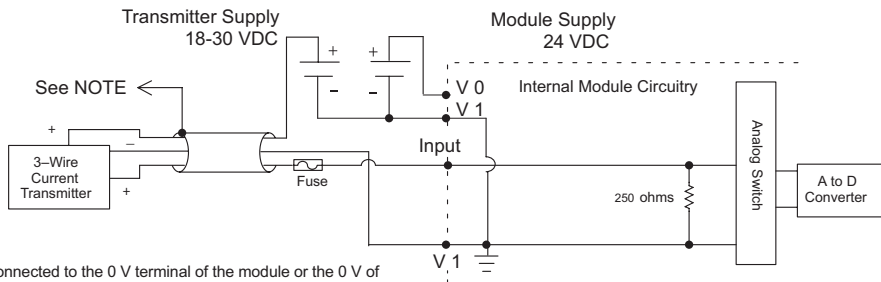 Transmitter Supply
18-30 VDC
Module Supply
24 VDC
See NOTE
+
–
+
–
V 0
V 1
Internal Module Circuitry
Input
+
–
+
3–Wire
Current
Transmitter
Fuse
250 ohms
Analog Switch
A to D
Converter
V 1
onnected to the 0 V terminal of the module or the 0 V of